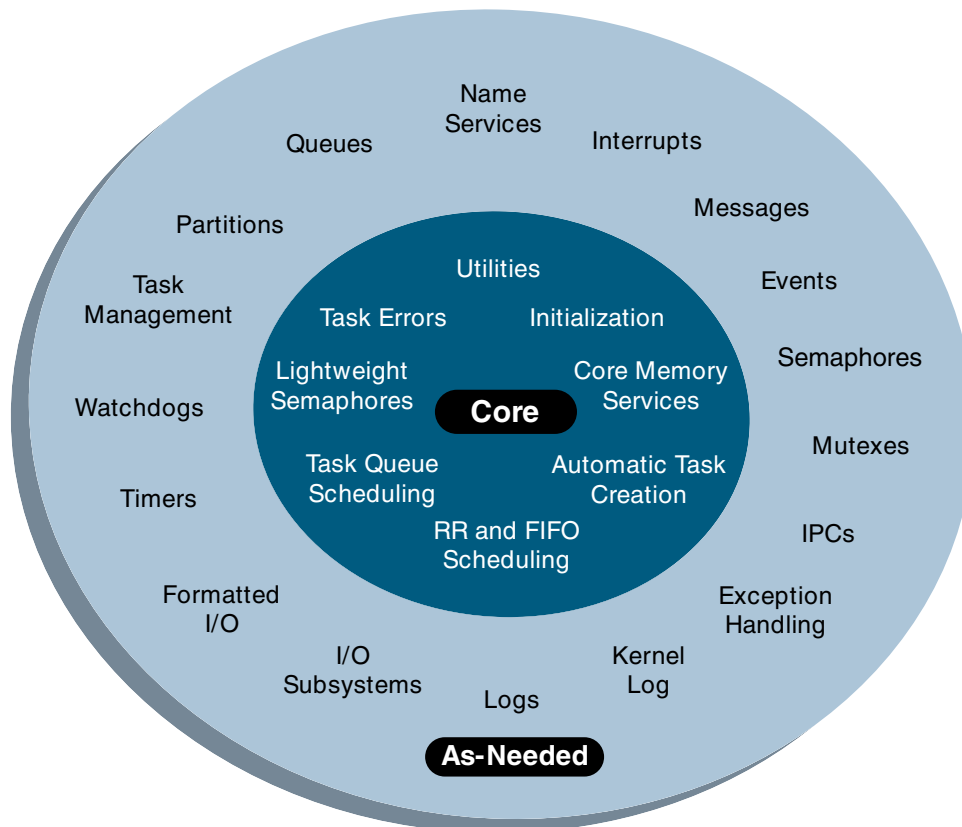 Name
Services
Queues
Interrupts
Partitions
Messages
Task
Management
Events
Watchdogs
Semaphores
Timers
Mutexes
Formatted
I/O
IPCs
I/O
Subsystems
Exception
Handling
Logs
Kernel
Log
As-Needed
Utilities
Task Errors
Initialization
Lightweight
Semaphores
Core Memory
Services
Core
Task Queue
Scheduling
Automatic Task
Creation
RR and FIFO
Scheduling